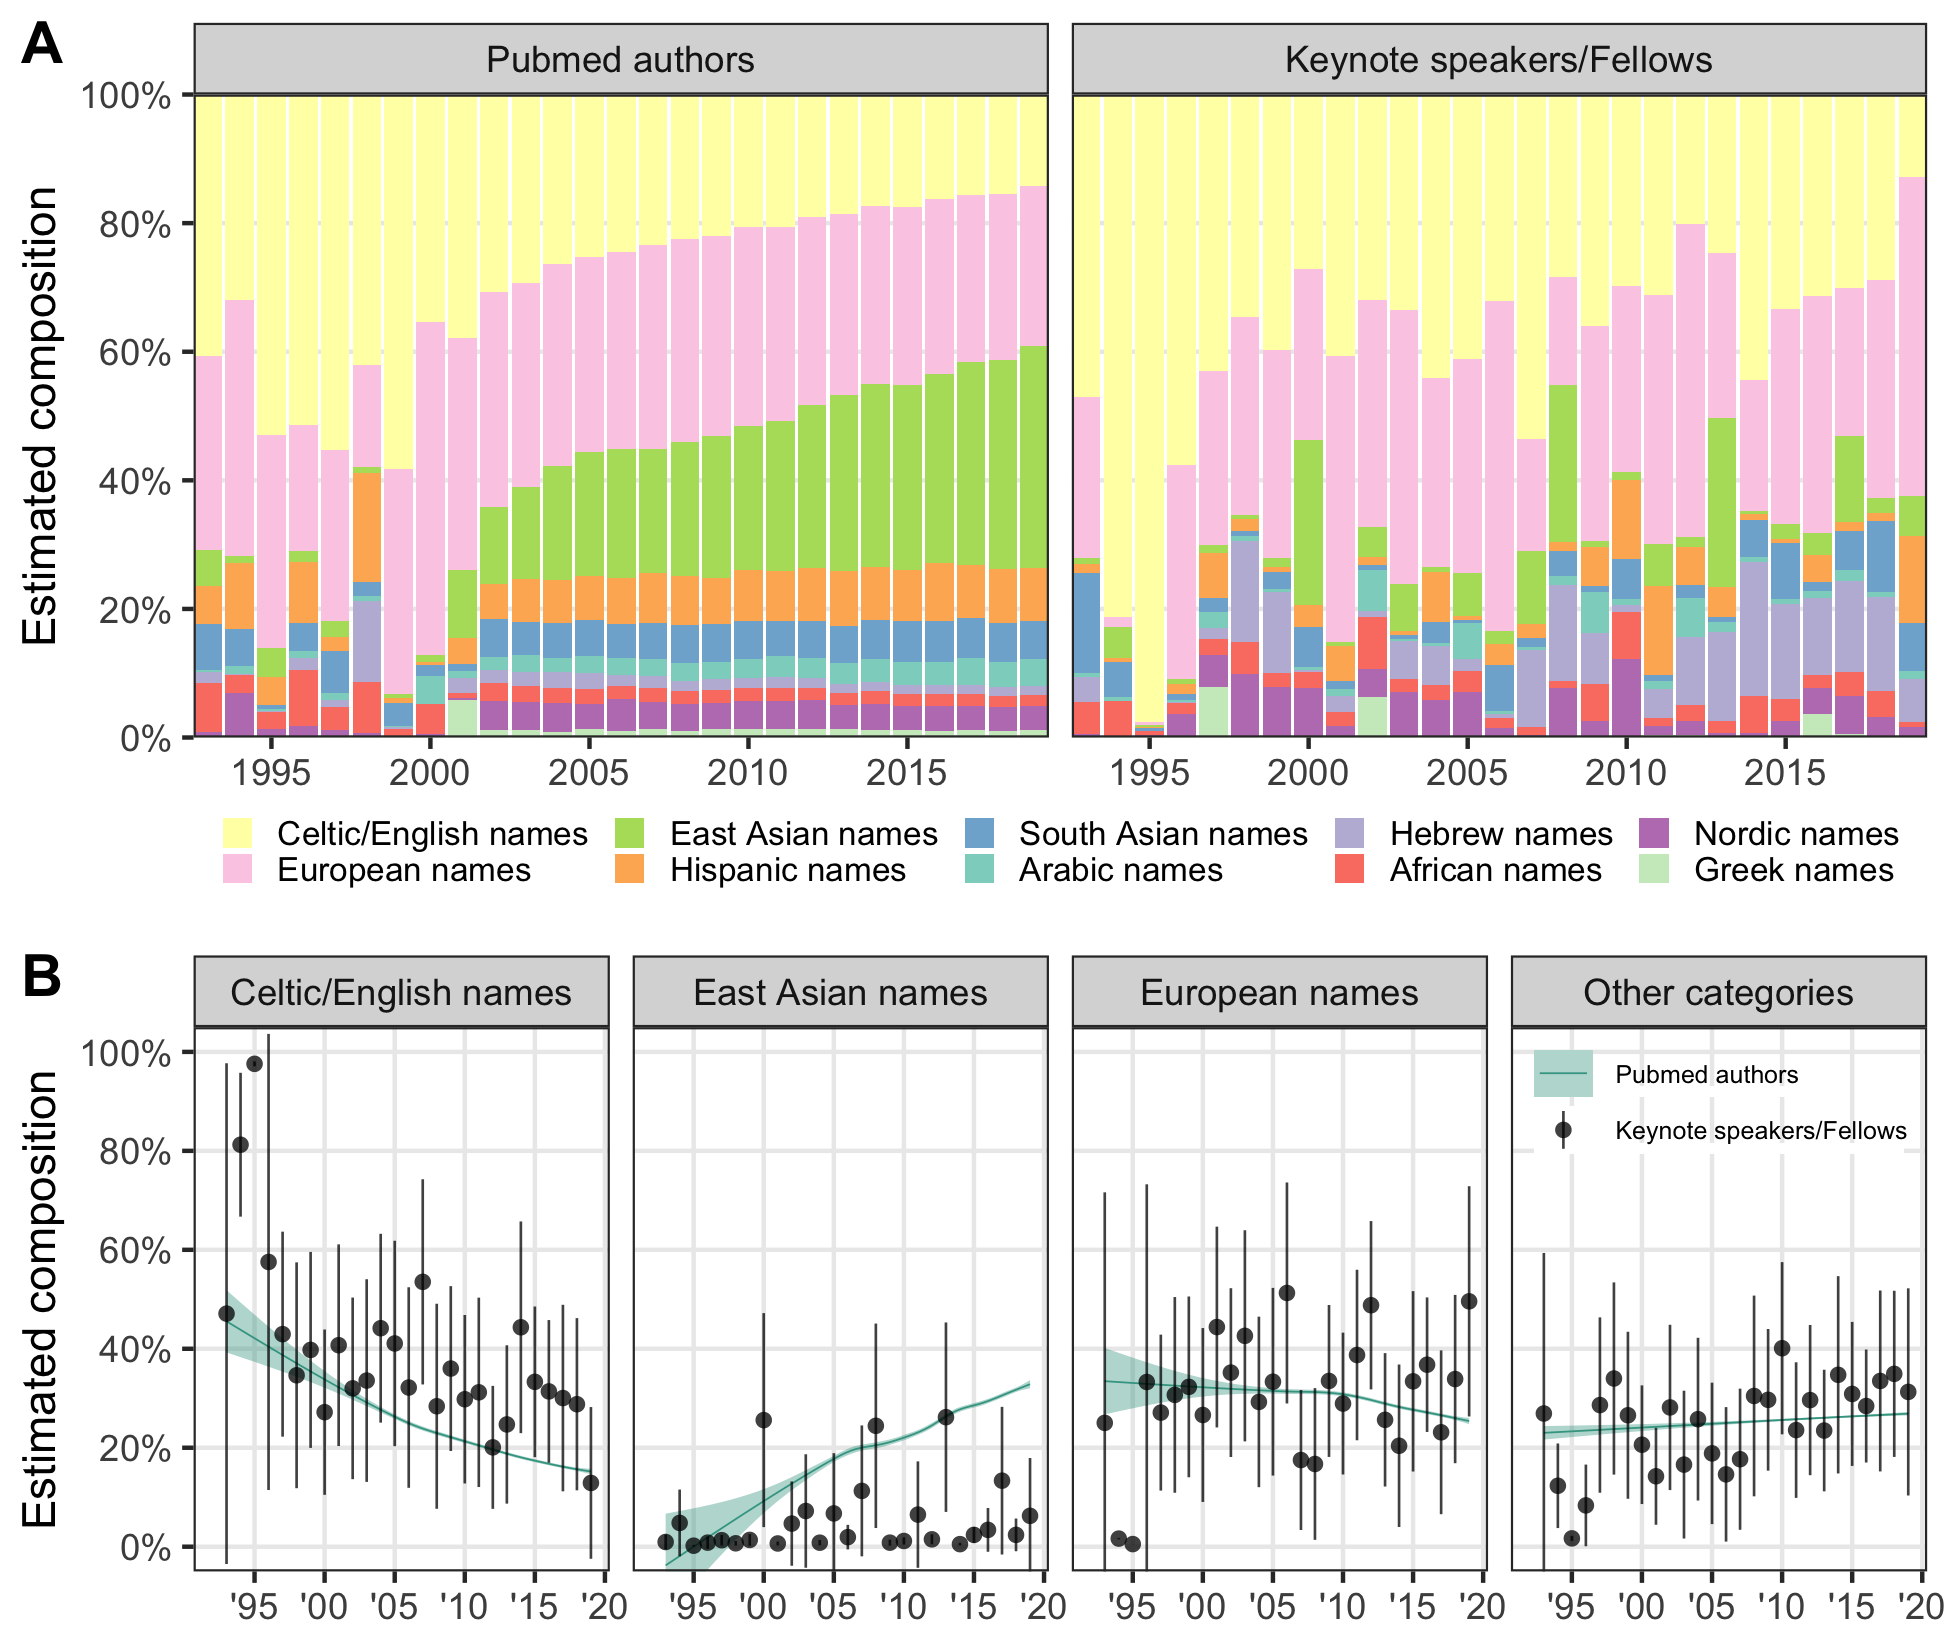 A
Pubmed authors
Keynote speakers/Fellows
Estimated composition
100%
80%
60%
40%
20%
0%
1995 2000 2005 2010 2015
1995 2000 2005 2010 2015
Celtic/English names East Asian names South Asian names Hebrew names Nordic names
European names Hispanic names Arabic names African names Greek names
B
Celtic/English names
East Asian names
European names
Other categories
Estimated composition
100%
80%
60%
40%
20%
0%
Pubmed authors
Keynote speakers/Fellows
'95 '00 '05 '10 '15 '20
'95 '00 '05 '10 '15 '20
'95 '00 '05 '10 '15 '20
'95 '00 '05 '10 '15 '20